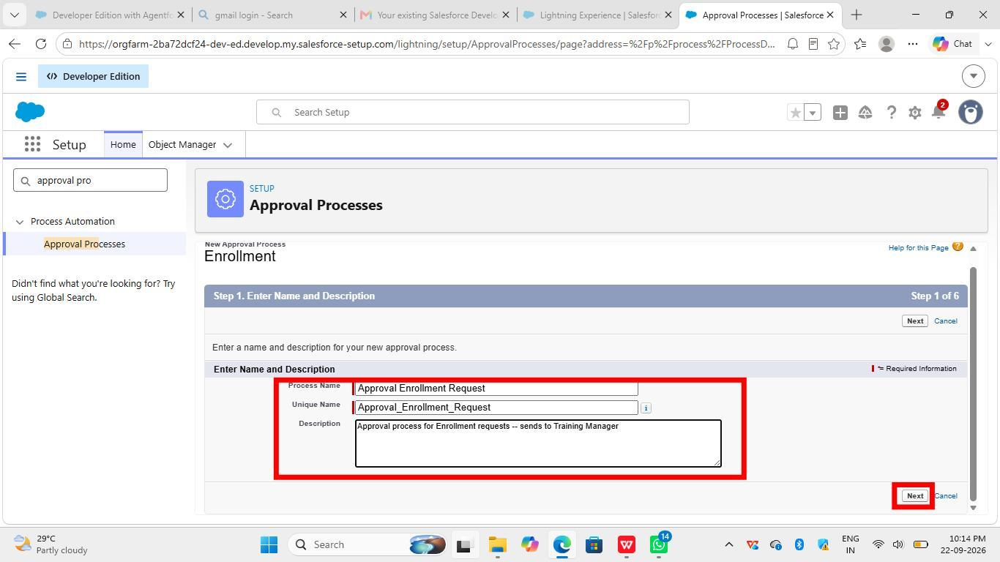 Developer Edition with Agentfo
gmail login - Search
Your existing Salesforce Develo
Lightning Experience | Salesforc
Approval Processes | Salesforce
https://orgfarm-2ba72dcf24-dev-ed.develop.my.salesforce-setup.com/lightning/setup/ApprovalProcesses/page?address=%2Fp%2Fprocess%2FProcessD...
Chat
Developer Edition
Search Setup
2
Setup
Home
Object Manager
approval pro
Process Automation
Approval Processes
Didn't find what you're looking for? Try
using Global Search.
SETUP
Approval Processes
New Approval Process
Enrollment
Help for this Page
Step 1. Enter Name and Description
Step 1 of 6
Next
Cancel
Enter a name and description for your new approval process.
Enter Name and Description
= Required Information
Process Name
Approval Enrollment Request
Unique Name
Approval_Enrollment_Request
i
Description
Approval process for Enrollment requests -- sends to Training Manager
Next
Cancel
29°C
Partly cloudy
Search
14
ENG
IN
10:14 PM
22-09-2026